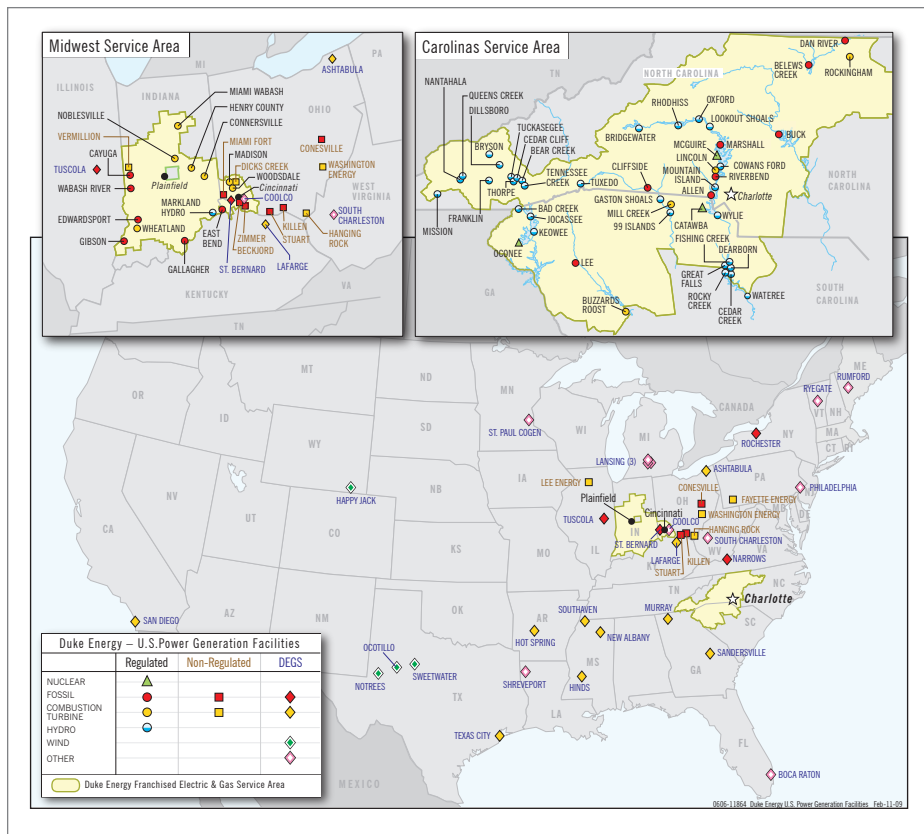 Midwest Service Area
PA
MI
ASHTABULA
ILLINOIS
INDIANA
MIAMI WABASH
HENRY COUNTY
OHIO
NOBLESVILLE
CONNERSVILLE
VERMILLION
MIAMI FORT
CONESVILLE
CAYUGA
MADISON
TUSCOLA
DICKS CREEK
WASHINGTON
ENERGY
Plainfield
WOODSDALE
WABASH RIVER
Cincinnati
WEST
VIRGINIA
MARKLAND
HYDRO
COOLCO
EDWARDSPORT
SOUTH
CHARLESTON
WHEATLAND
EAST
BEND
KILLEN
HANGING
ROCK
GIBSON
ZIMMER
STUART
BECKJORD
GALLAGHER
ST. BERNARD
LAFARGE
KENTUCKY
VA
TN
Carolinas Service Area
DAN RIVER
TN
NORTH CAROLINA
BELEWS
CREEK
ROCKINGHAM
NANTAHALA
QUEENS CREEK
DILLSBORO
OXFORD
RHODHISS
LOOKOUT SHOALS
TUCKASEGEE
CEDAR CLIFF
BEAR CREEK
BRIDGEWATER
BUCK
BRYSON
MCGUIRE
MARSHALL
LINCOLN
COWANS FORD
THORPE
TENNESSEE
CREEK
CLIFFSIDE
MOUNTAIN
ISLAND
RIVERBEND
NORTH
CAROLINA
TUXEDO
ALLEN
Charlotte
GASTON SHOALS
FRANKLIN
BAD CREEK
MILL CREEK
MISSION
JOCASSEE
99 ISLANDS
CATAWBA
WYLIE
KEOWEE
FISHING CREEK
OCONEE
DEARBORN
LEE
GREAT
FALLS
GA
ROCKY
CREEK
WATEREE
SOUTH
CAROLINA
BUZZARDS
ROOST
CEDAR
CREEK
OR
MT
ND
MN
ME
RUMFORD
RYEGATE
ID
SD
WI
CANADA
VT
NH
ST. PAUL COGEN
MI
NY
MA
WY
ROCHESTER
CT
RI
LANSING (3)
IA
ASHTABULA
PA
NV
NB
LEE ENERGY
CONESVILLE
PHILADELPHIA
HAPPY JACK
Plainfield
OH
FAYETTE ENERGY
NJ
UT
Cincinnati
WASHINGTON ENERGY
MD
DE
CA
CO
TUSCOLA
COOLCO
HANGING ROCK
IN
SOUTH CHARLESTON
KS
MO
IL
ST. BERNARD
VA
LAFARGE
KILLEN
WV
NARROWS
STUART
KY
TN
NC
Charlotte
AZ
NM
OK
AR
SOUTHAVEN
MURRAY
SC
SAN DIEGO
HOT SPRING
NEW ALBANY
SANDERSVILLE
OCOTILLO
MS
GA
NOTREES
SWEETWATER
SHREVEPORT
HINDS
TX
LA
TEXAS CITY
FL
MEXICO
BOCA RATON
Duke Energy – U.S.Power Generation Facilities
Regulated Non-Regulated DEGS
NUCLEAR
FOSSIL
COMBUSTION
TURBINE
HYDRO
WIND
OTHER
Duke Energy Franchised Electric & Gas Service Area
0606-11864 Duke Energy U.S. Power Generation Facilities Feb-11-09